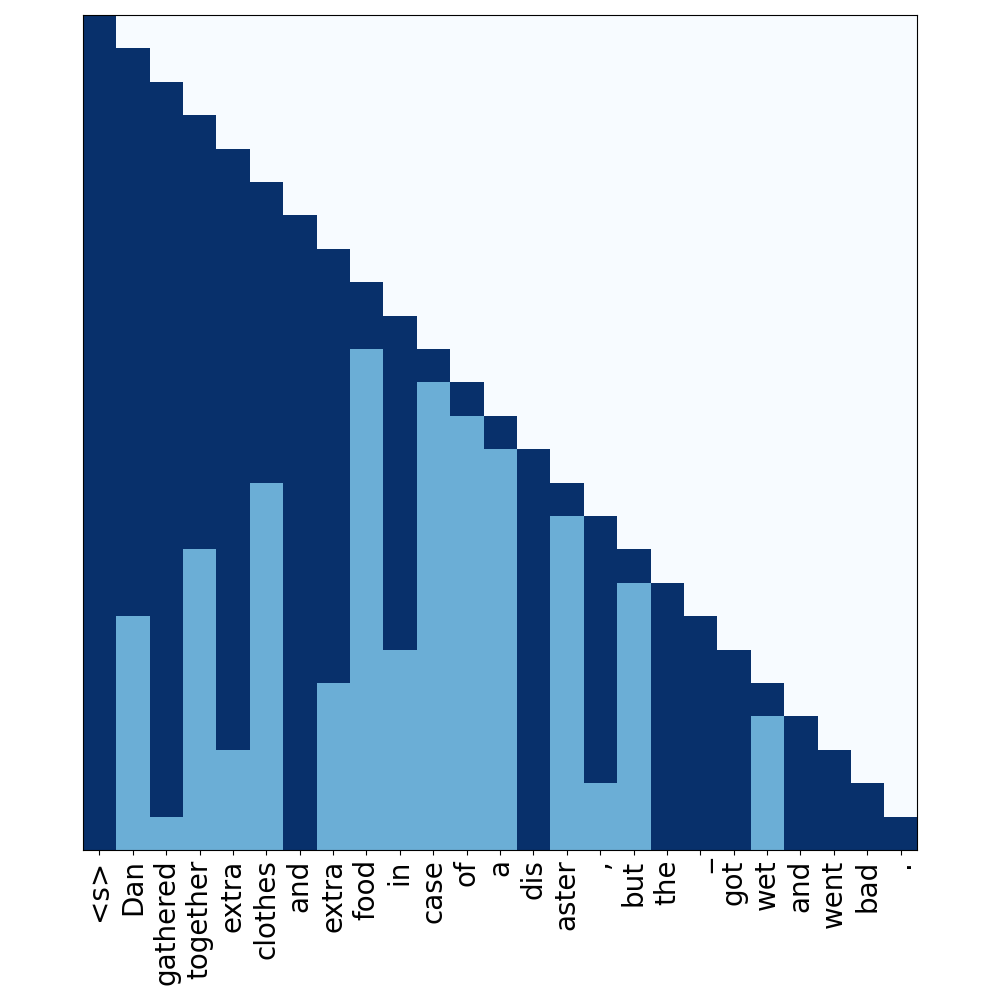 <s> Dan gathered together extra clothes and extra food in case of a dis aster , but the _ got wet and went bad .